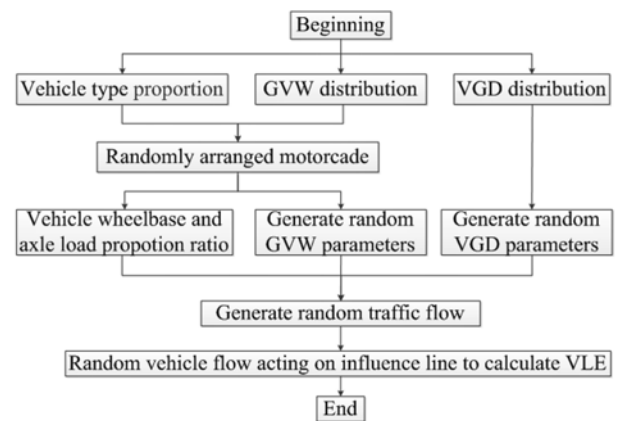 Beginning
Vehicle type proportion
GVW distribution
VGD distribution
Randomly arranged motorcade
Vehicle wheelbase and
axle load propotion ratio
Generate random
GVW parameters
Generate random
VGD parameters
Generate random traffic flow
Random vehicle flow acting on influence line to calculate VLE
End